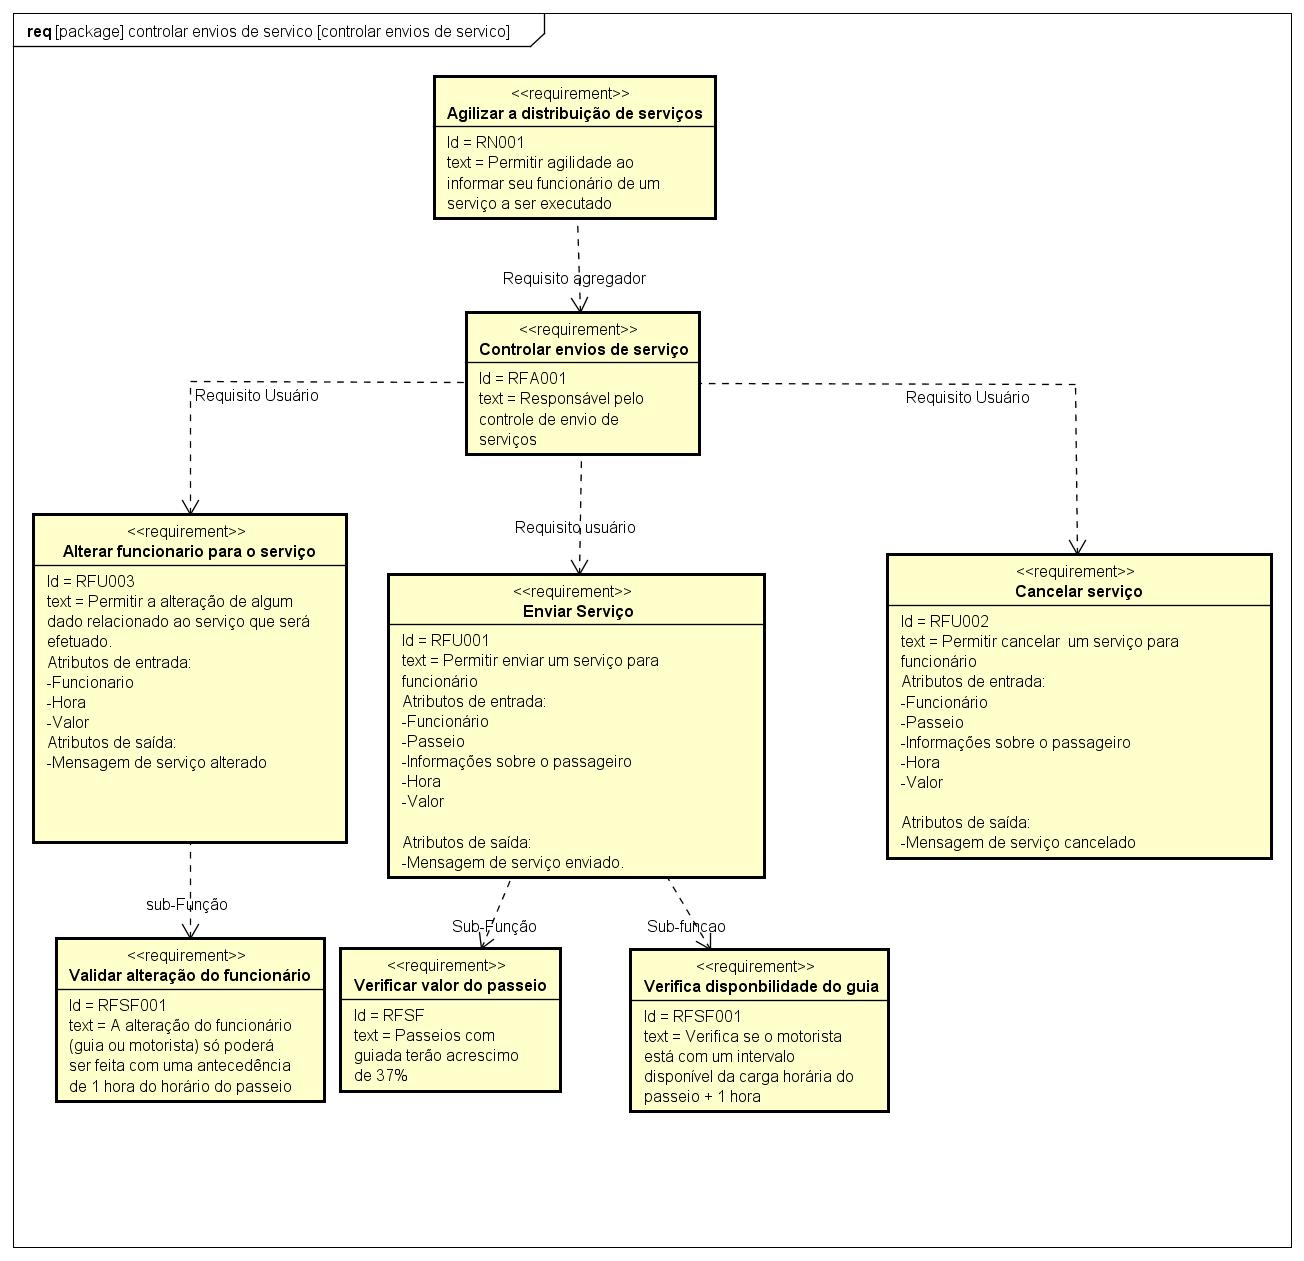 req [package] controlar envios de servico [controlar envios de servico]
<<requirement>>
Agilizar a distribuição de serviços
Id = RN001
text = Permitir agilidade ao
informar seu funcionário de um
serviço a ser executado
Requisito agregador
<<requirement>>
Controlar envios de serviço
Id = RFA001
text = Responsável pelo
controle de envio de
serviços
Requisito Usuário
Requisito usuário
Requisito Usuário
<<requirement>>
Alterar funcionario para o serviço
Id = RFU003
text = Permitir a alteração de algum
dado relacionado ao serviço que será
efetuado.
Atributos de entrada:
-Funcionario
-Hora
-Valor
Atributos de saída:
-Mensagem de serviço alterado
<<requirement>>
Enviar Serviço
Id = RFU001
text = Permitir enviar um serviço para
funcionário
Atributos de entrada:
-Funcionário
-Passeio
-Informações sobre o passageiro
-Hora
-Valor
Atributos de saída:
-Mensagem de serviço enviado.
<<requirement>>
Cancelar serviço
Id = RFU002
text = Permitir cancelar  um serviço para
funcionário
Atributos de entrada:
-Funcionário
-Passeio
-Informações sobre o passageiro
-Hora
-Valor
Atributos de saída:
-Mensagem de serviço cancelado
sub-Função
Sub-Função
Sub-funçao
<<requirement>>
Validar alteração do funcionário
Id = RFSF001
text = A alteração do funcionário
(guia ou motorista) só poderá
ser feita com uma antecedência
de 1 hora do horário do passeio
<<requirement>>
Verificar valor do passeio
Id = RFSF
text = Passeios com
guiada terão acrescimo
de 37%
<<requirement>>
Verifica disponbilidade do guia
Id = RFSF001
text = Verifica se o motorista
está com um intervalo
disponível da carga horária do
passeio + 1 hora